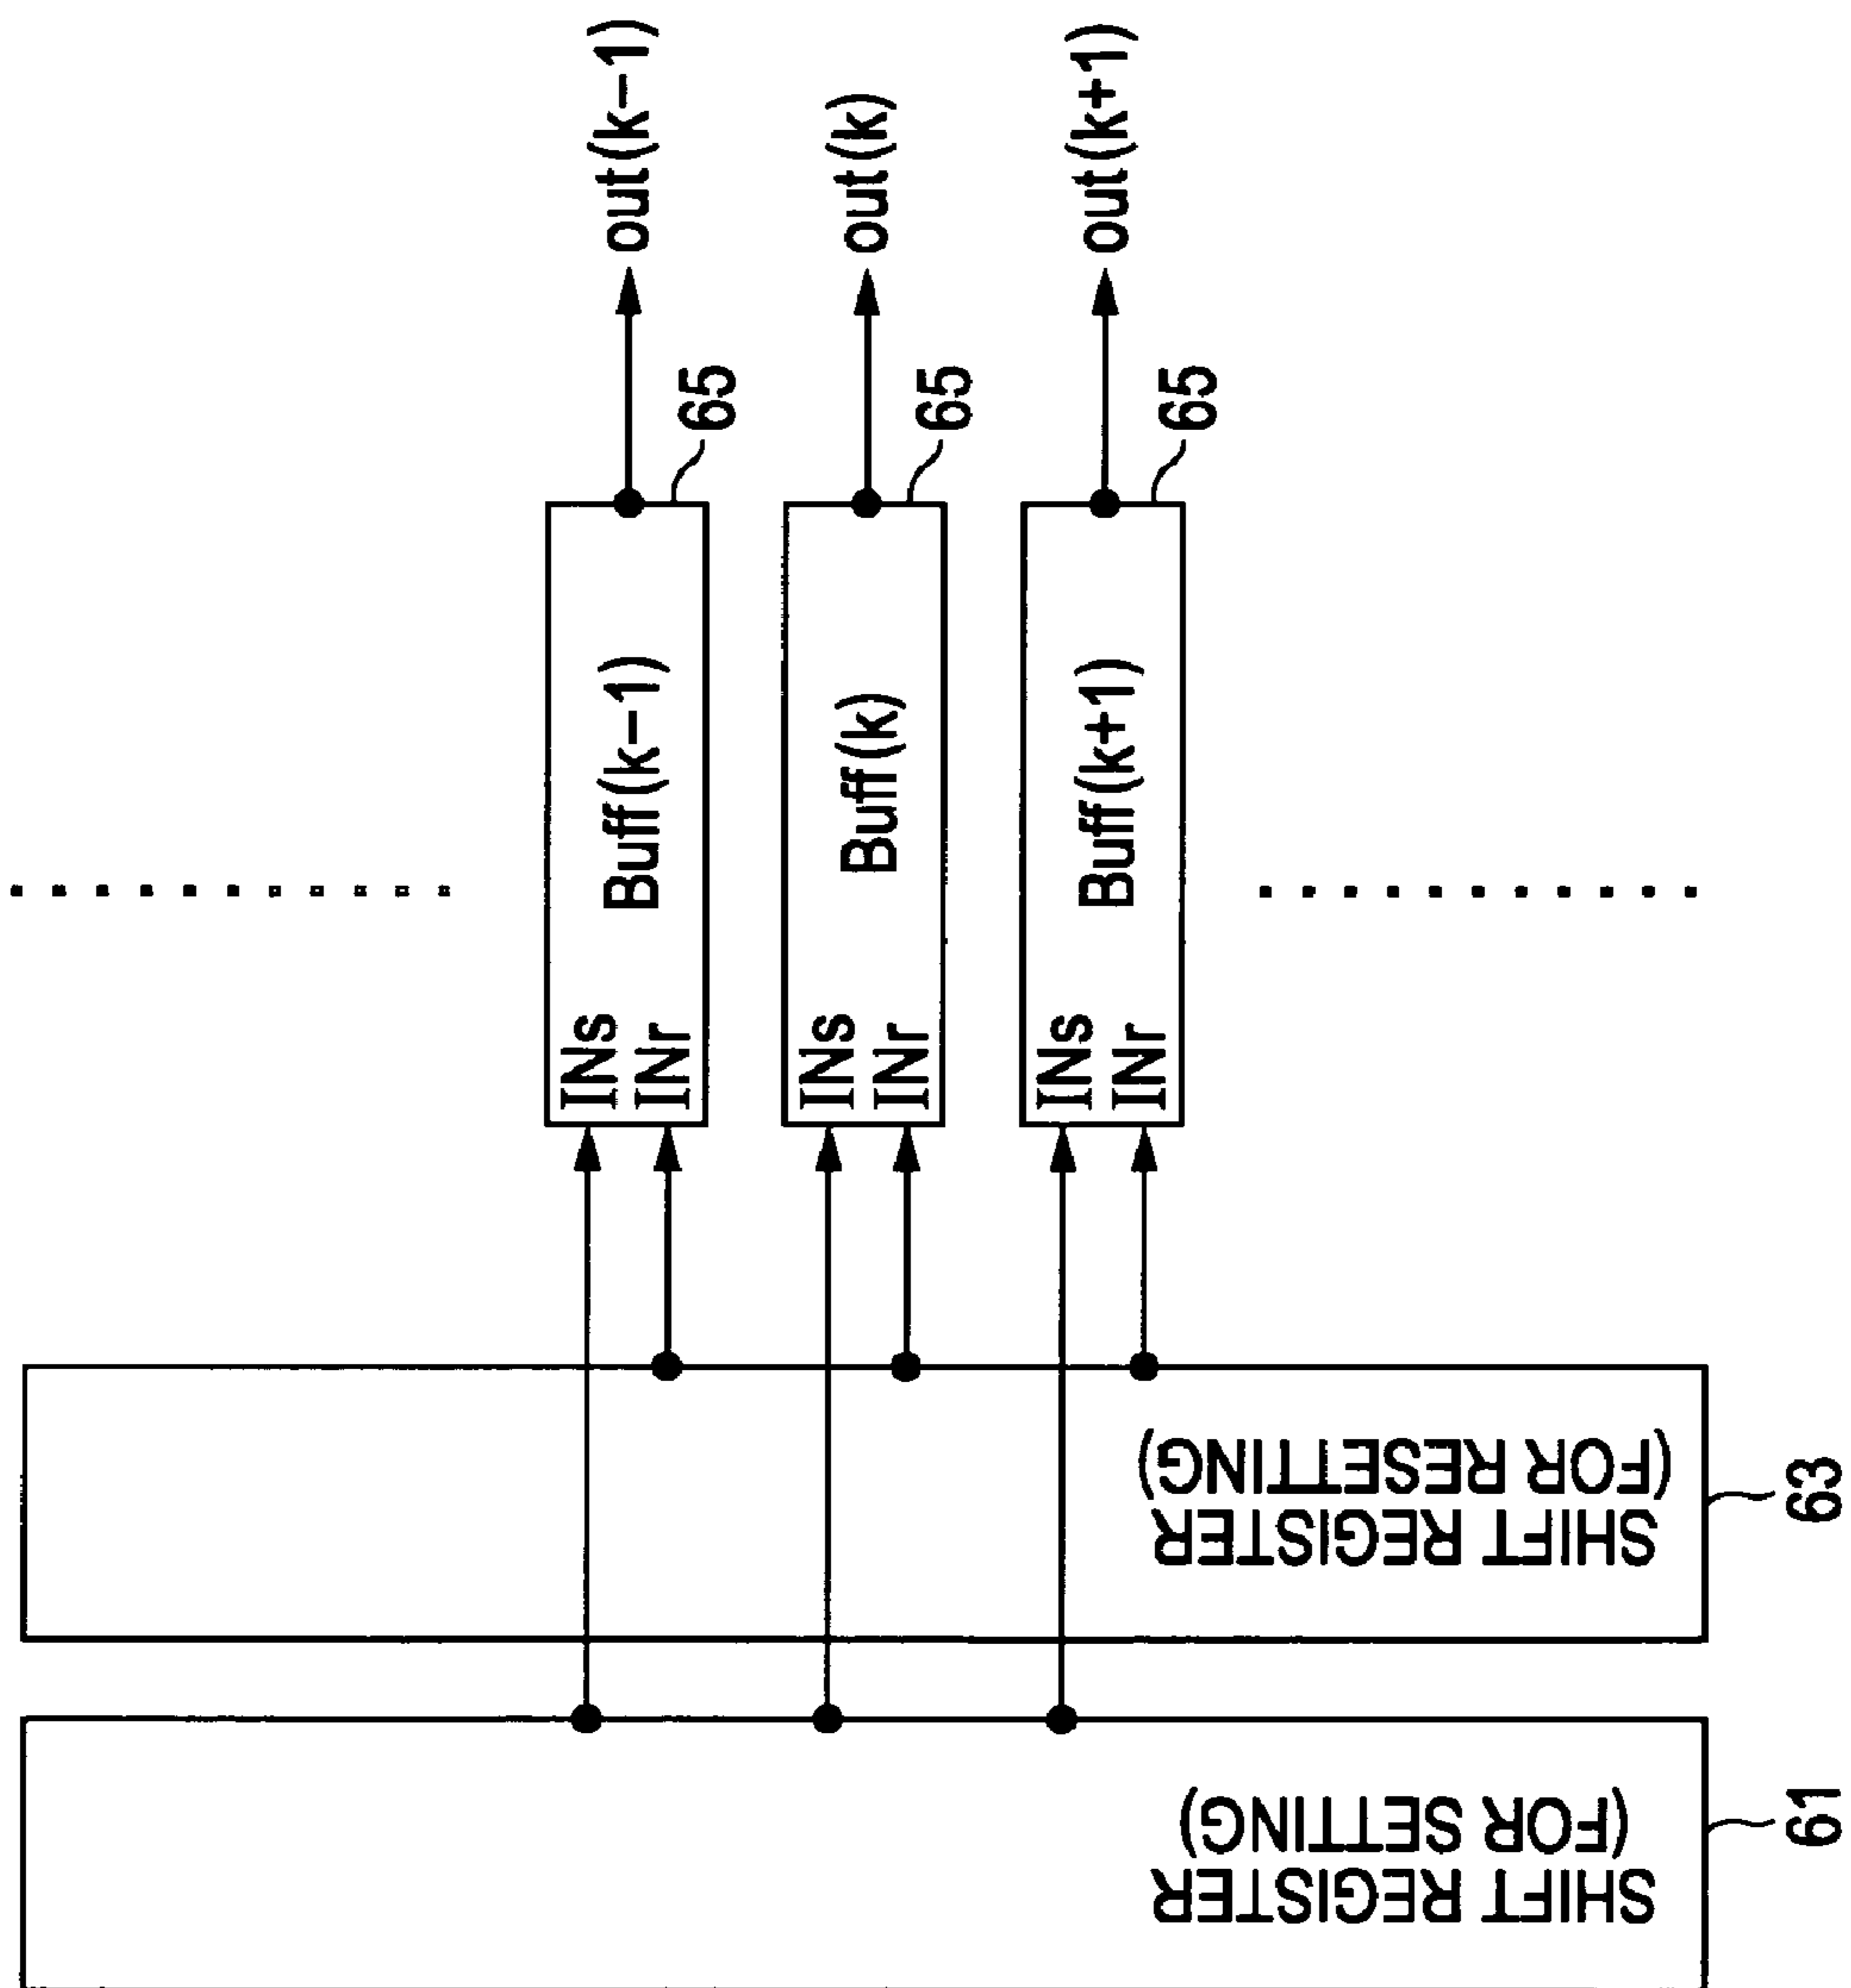 SHIFT REGISTER
(FOR SETTING)
61
SHIFT REGISTER
(FOR RESETTING)
63
INs
INr
Buff(k-1)
65
out(k-1)
INs
INr
Buff(k)
65
out(k)
INs
INr
Buff(k+1)
65
out(k+1)